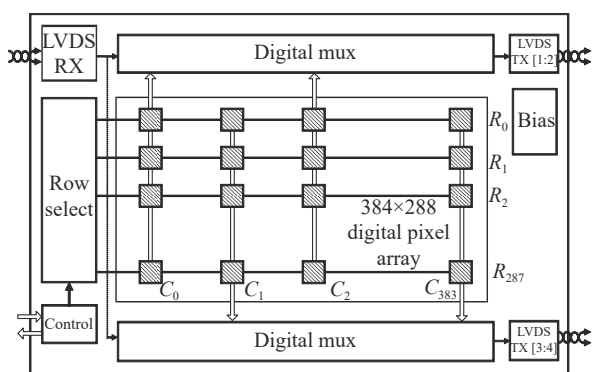 LVDS
RX
Digital mux
LVDS
TX [1:2]
Row
select
R0
R1
R2
R287
Bias
384×288
digital pixel
array
C0
C1
C2
C383
Control
Digital mux
LVDS
TX [3:4]